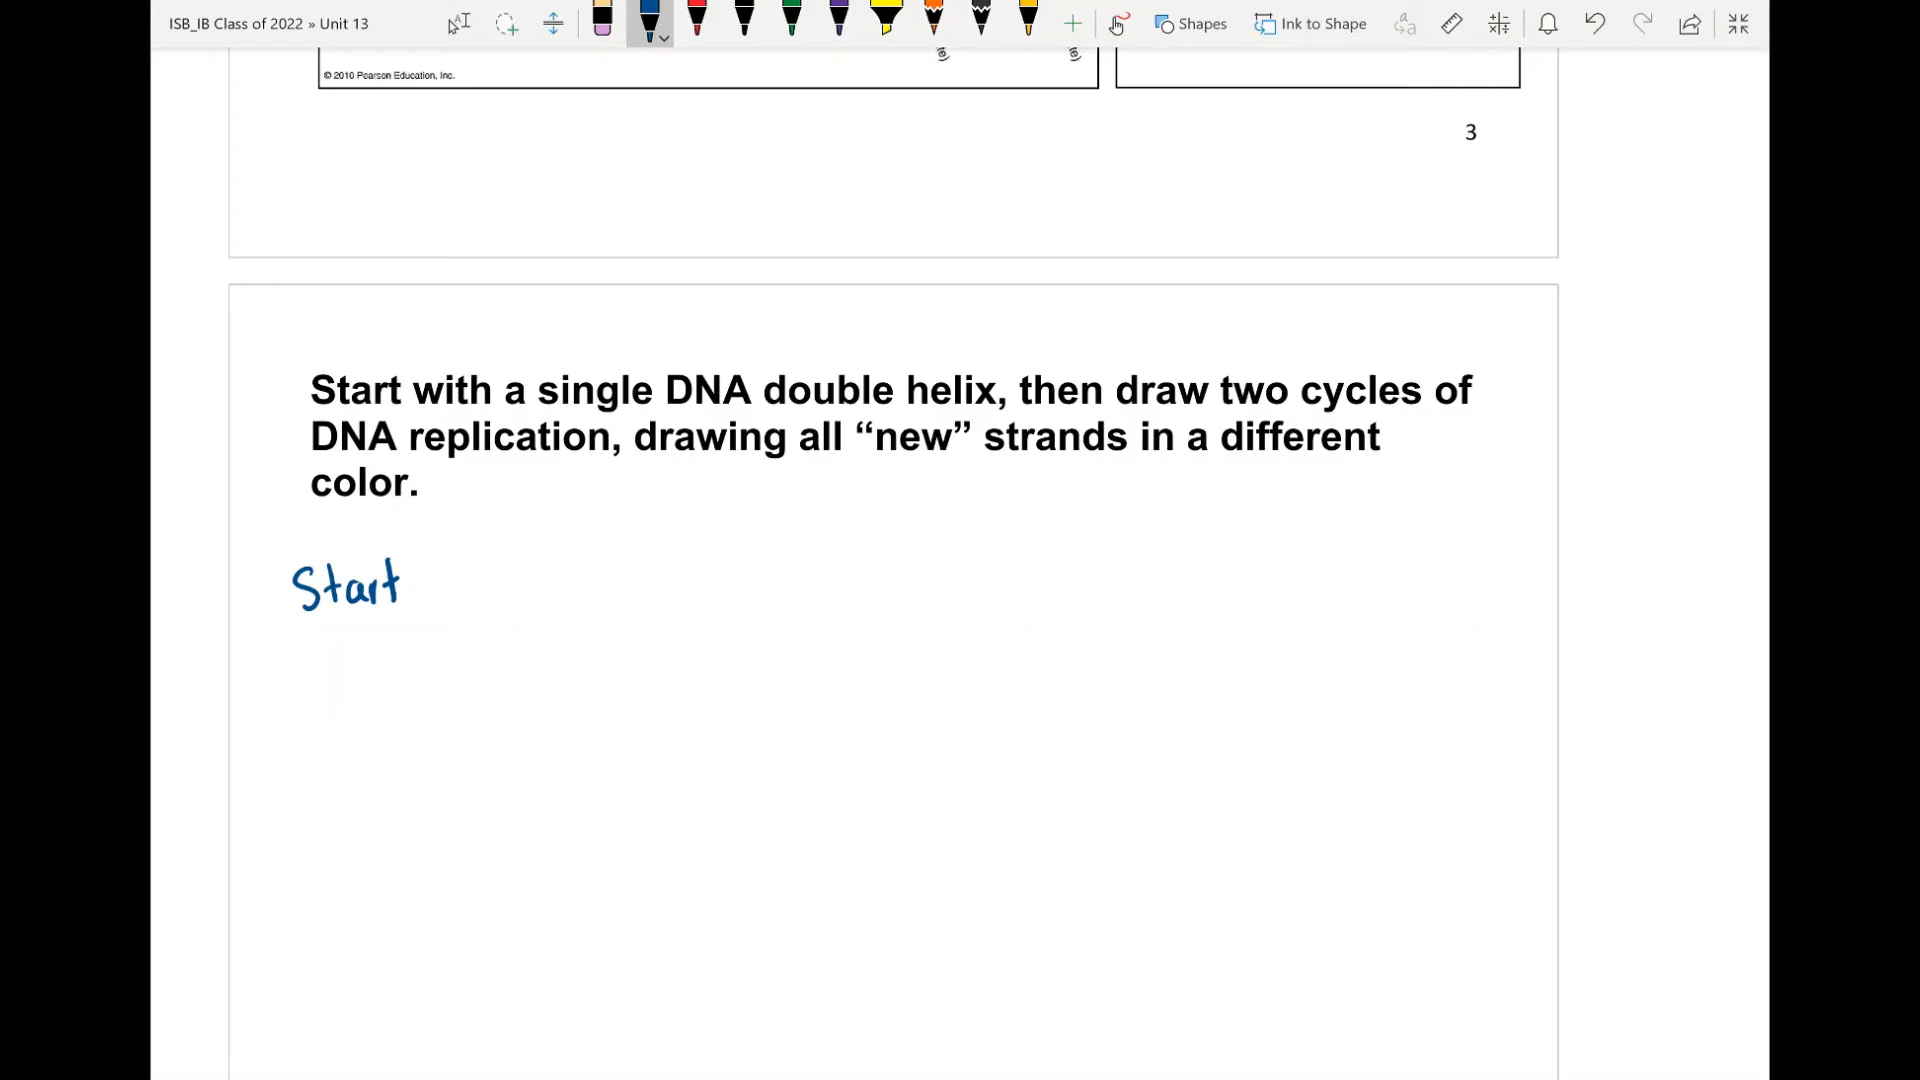 ISB_IB Class of 2022 » Unit 13
Shapes
Ink to Shape
© 2010 Pearson Education, Inc.
3
Start with a single DNA double helix, then draw two cycles of
DNA replication, drawing all “new” strands in a different
color.
Start